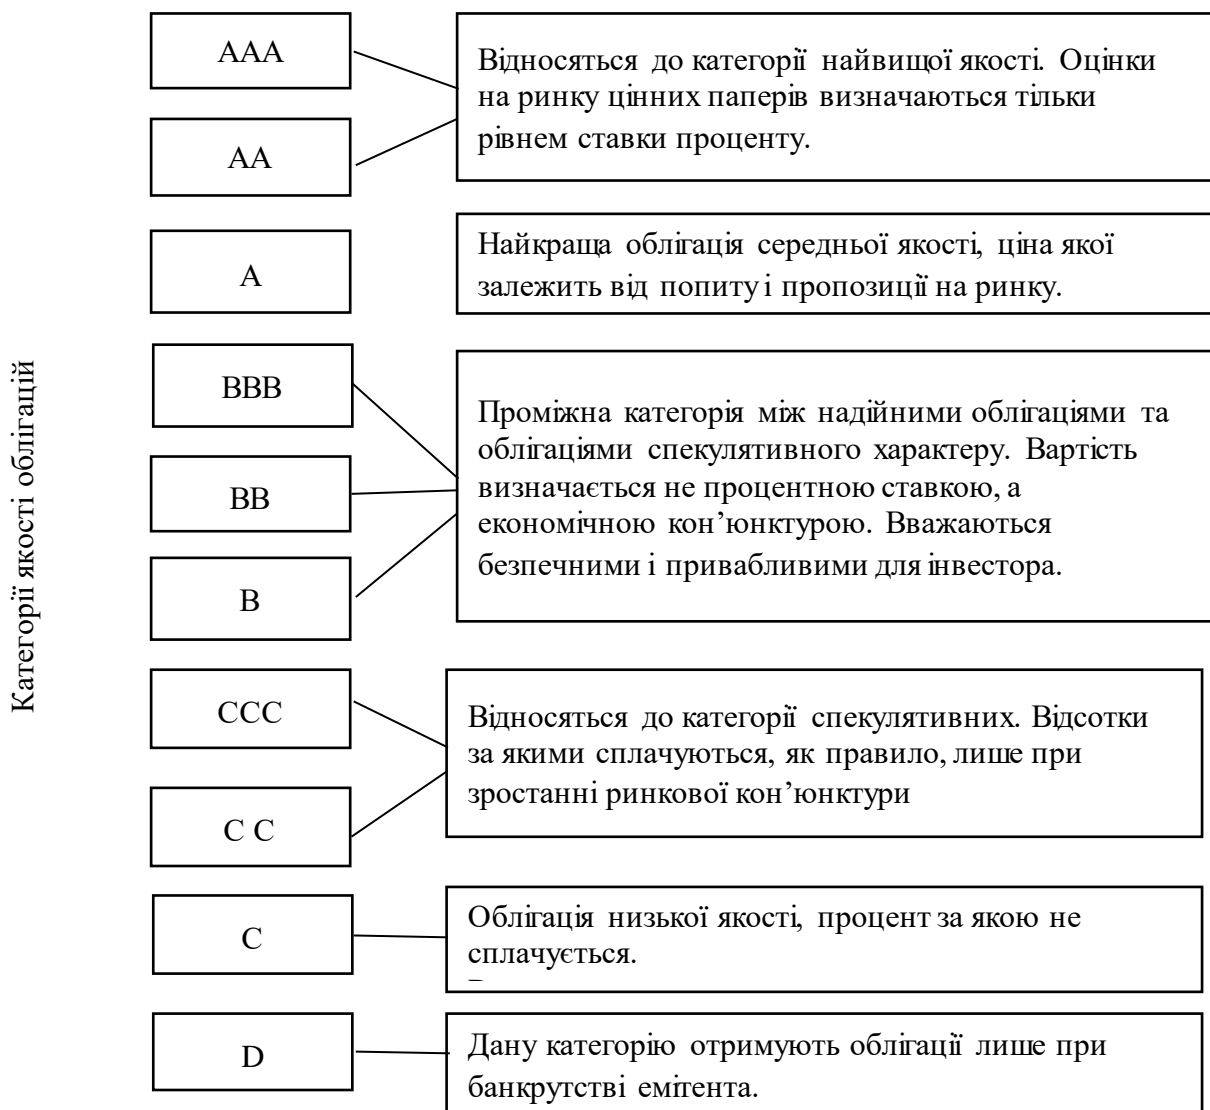 Категорії якості облігацій
AAA
AA
Відносяться до категорії найвищої якості. Оцінки
на ринку цінних паперів визначаються тільки
рівнем ставки проценту.
A
Найкраща облігація середньої якості, ціна якої
залежить від попиту і пропозиції на ринку.
BBB
BB
B
Проміжна категорія між надійними облігаціями та
облігаціями спекулятивного характеру. Вартість
визначається не процентною ставкою, а
економічною кон’юнктурою. Вважаються
безпечними і привабливими для інвестора.
CCC
C C
Відносяться до категорії спекулятивних. Відсотки
за якими сплачуються, як правило, лише при
зростанні ринкової кон’юнктури
C
Облігація низької якості, процент за якою не
сплачується.
D
Дану категорію отримують облігації лише при
банкрутстві емітента.